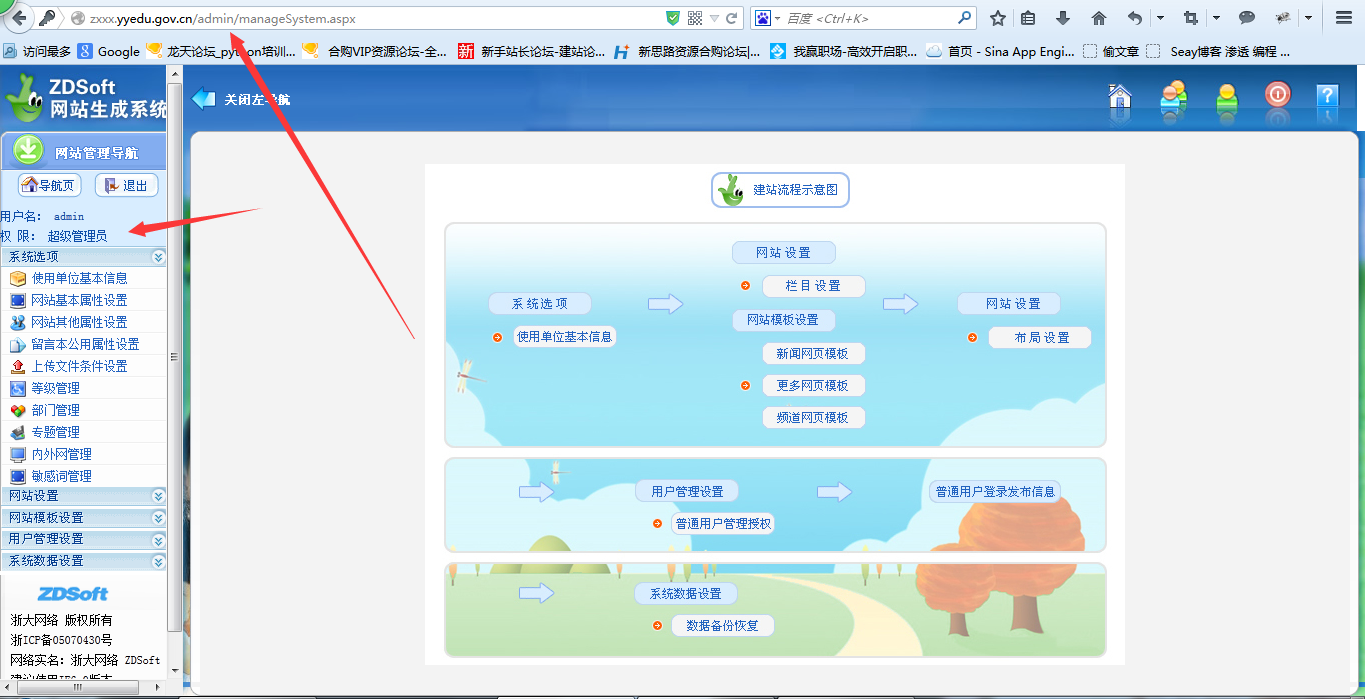 zxxx.yyedu.gov.cn/admin/manageSystem.aspx
百度 <Ctrl+K>
访问最多 Google 龙天论坛_python培训... 合购VIP资源论坛-全... 新 新手站长论坛-建站论... 新思路资源合购论坛|... 我赢职场-高效开启职... 首页 - Sina App Engi... 偷文章 Seay博客 渗透 编程 ...
ZDSoft
网站生成系统
关闭左导航
网站管理导航
导航页 退出
用户名： admin
权 限： 超级管理员
系统选项
使用单位基本信息
网站基本属性设置
网站其他属性设置
留言本公用属性设置
上传文件条件设置
等级管理
部门管理
专题管理
内外网管理
敏感词管理
网站设置
网站模板设置
用户管理设置
系统数据设置
ZDSoft
浙大网络 版权所有
浙ICP备05070430号
网络实名：浙大网络 ZDSoft
建站流程示意图
网 站 设 置
栏 目 设 置
系 统 选 项
网 站 设 置
网站模板设置
使用单位基本信息
布 局 设 置
新闻网页模板
更多网页模板
频道网页模板
用户管理设置
普通用户登录发布信息
普通用户管理授权
系统数据设置
数据备份恢复